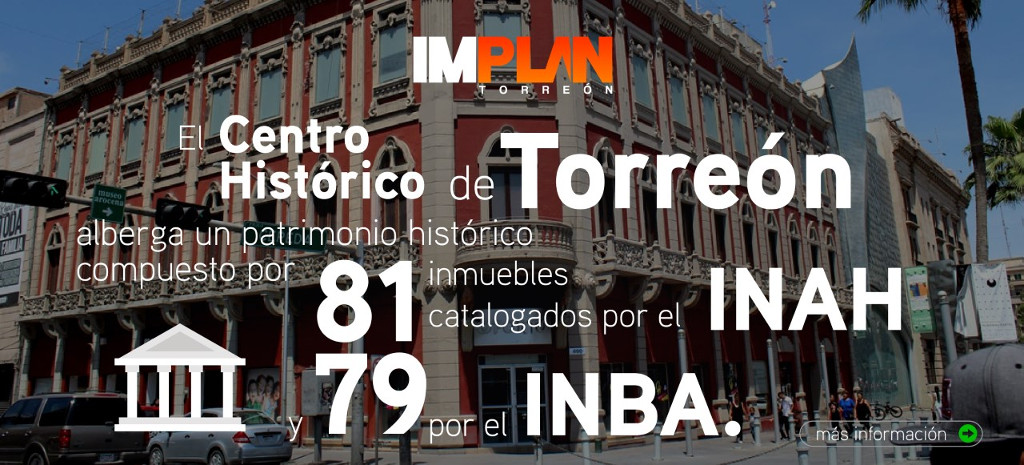 IMPLAN
TORREÓN
El Centro
Histórico de Torreón
alberga un patrimonio histórico
compuesto por 81 inmuebles
catalogados por el INAH
y 79 por el INBA.
más información
museo
arocena